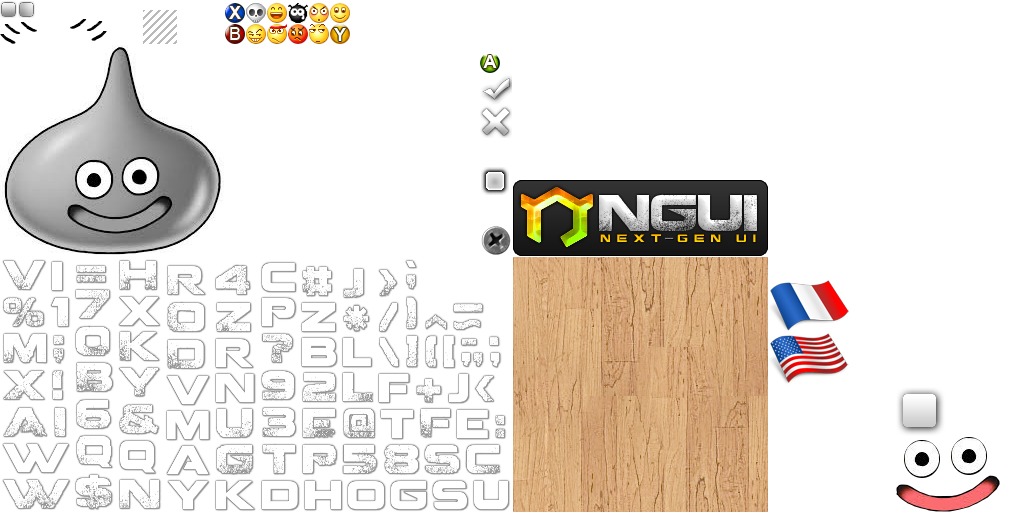 X
B Y
A
NGUI
NEXT-GEN UI
V I = H R 4 C # J > ¡
% 1 7 X O Z P Z * / ) ^ ~ -
M ; Q K O R ? B L \ ] ( [ " ;
X ! B Y V N 9 2 L F + J <
A I 6 & M U 3 E @ T F E :
W Q Q A G T P 5 8 S C
W $ N Y K D H O G S U